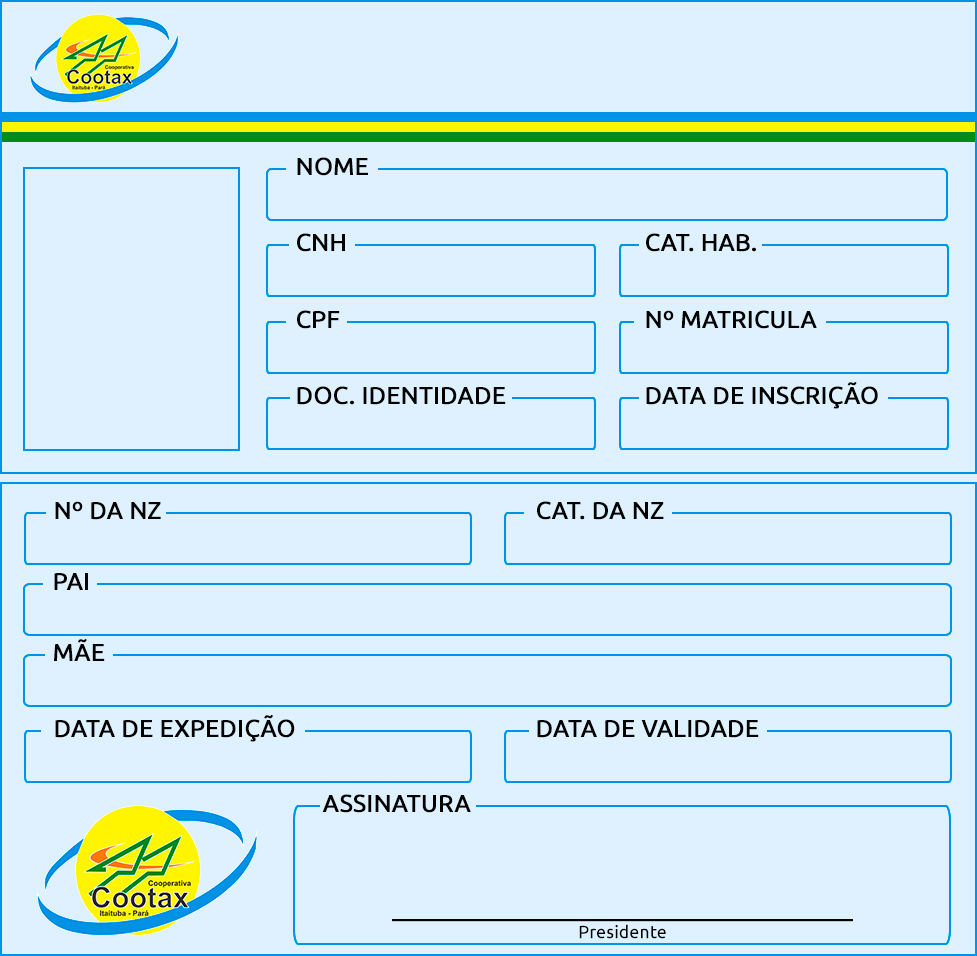 Cooperativa
Cootax
Itaituba - Pará
NOME
CNH
CAT. HAB.
CPF
Nº MATRICULA
DOC. IDENTIDADE
DATA DE INSCRIÇÃO
Nº DA NZ
CAT. DA NZ
PAI
MÃE
DATA DE EXPEDIÇÃO
DATA DE VALIDADE
ASSINATURA
Cooperativa
Cootax
Itaituba - Pará
Presidente